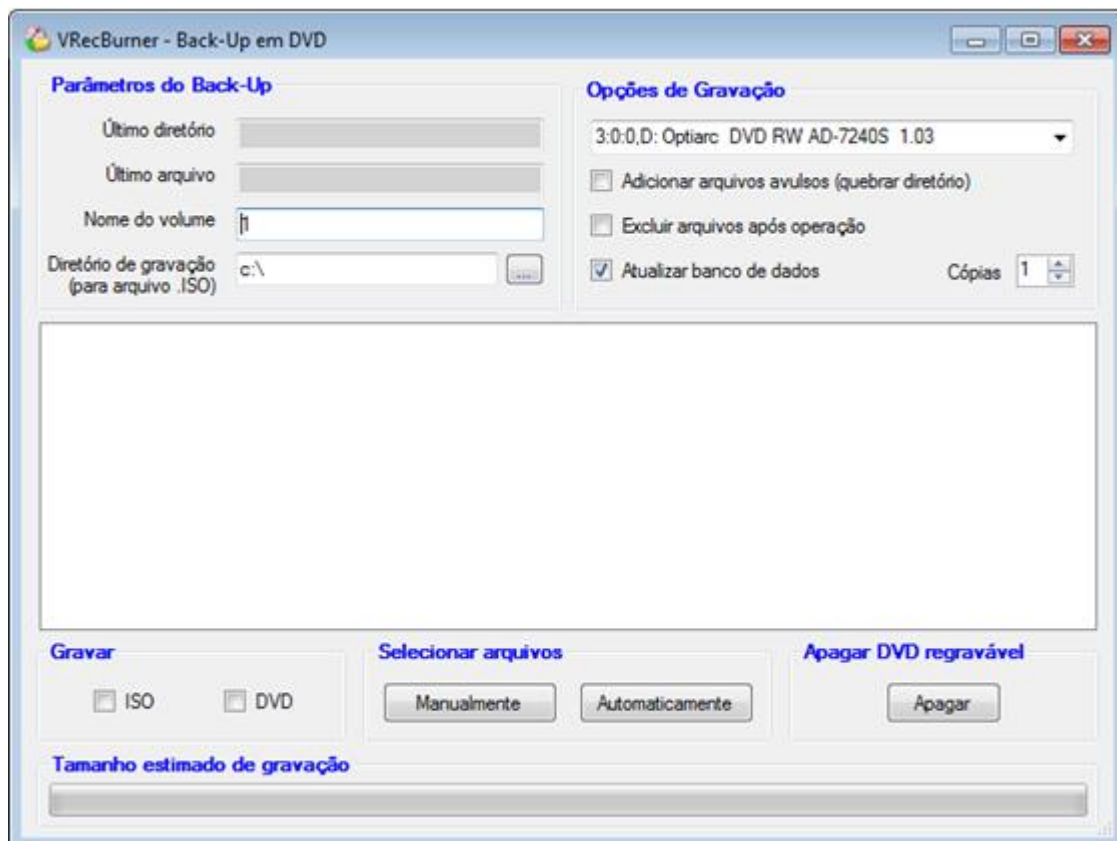 VRecBurner - Back-Up em DVD
Parâmetros do Back-Up
Último diretório
Último arquivo
Nome do volume
1
Diretório de gravação
(para arquivo .ISO)
c:\
...
Opções de Gravação
3:0:0,D: Optiarc DVD RW AD-7240S 1.03
Adicionar arquivos avulsos (quebrar diretório)
Excluir arquivos após operação
Atualizar banco de dados
Cópias
1
Gravar
ISO
DVD
Selecionar arquivos
Manualmente
Automaticamente
Apagar DVD regravável
Apagar
Tamanho estimado de gravação